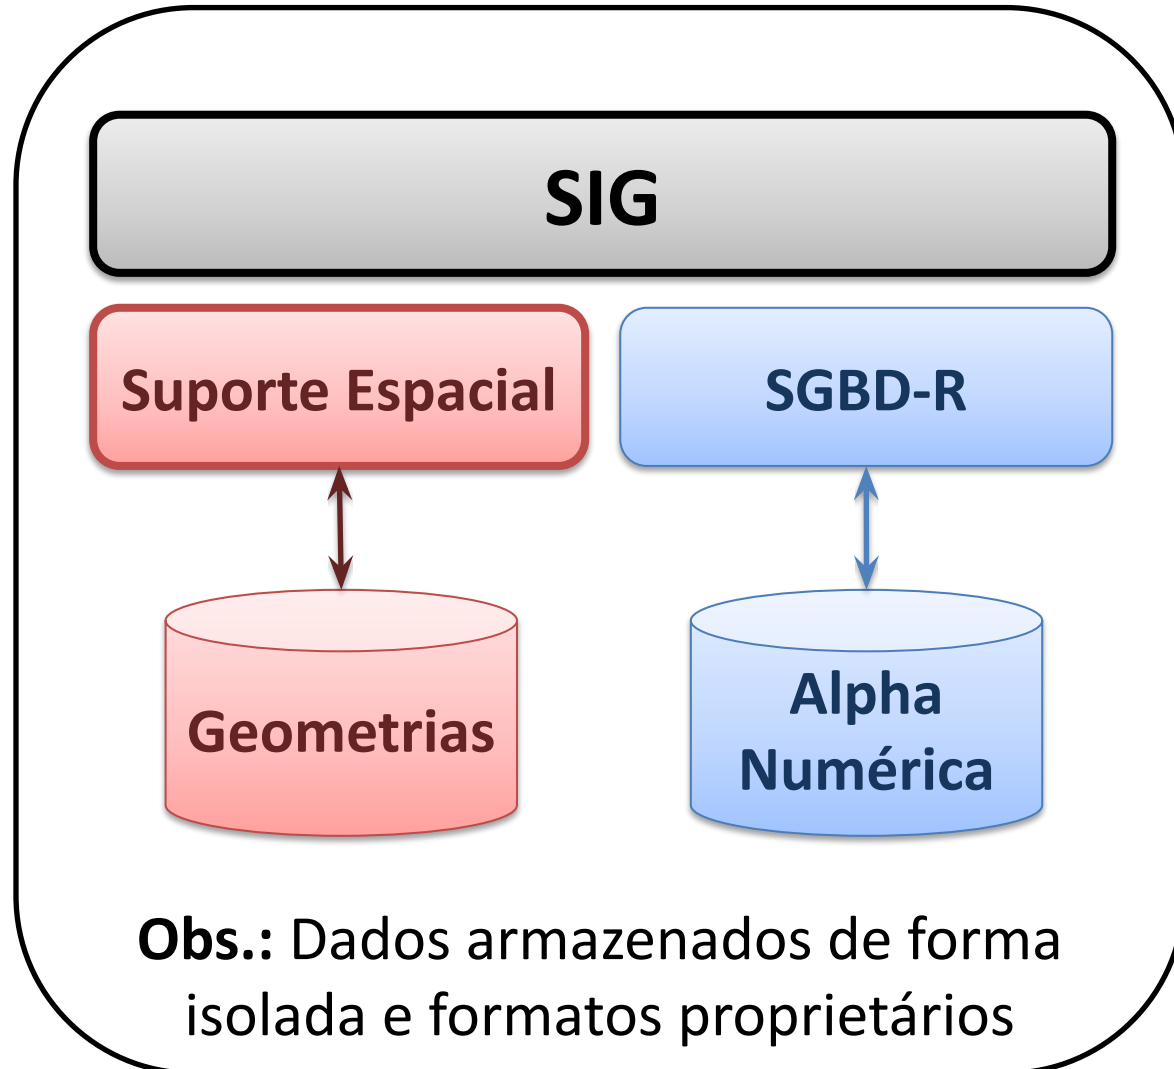 SIG
Suporte Espacial
SGBD-R
Geometrias
Alpha
Numérica
Obs.: Dados armazenados de forma
isolada e formatos proprietários